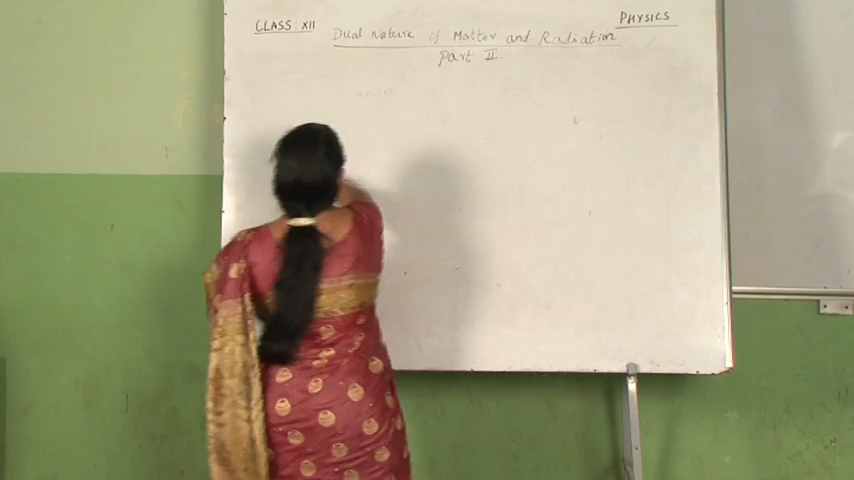 CLASS: XII
PHYSICS
Dual Nature of Matter and Radiation
Part II.